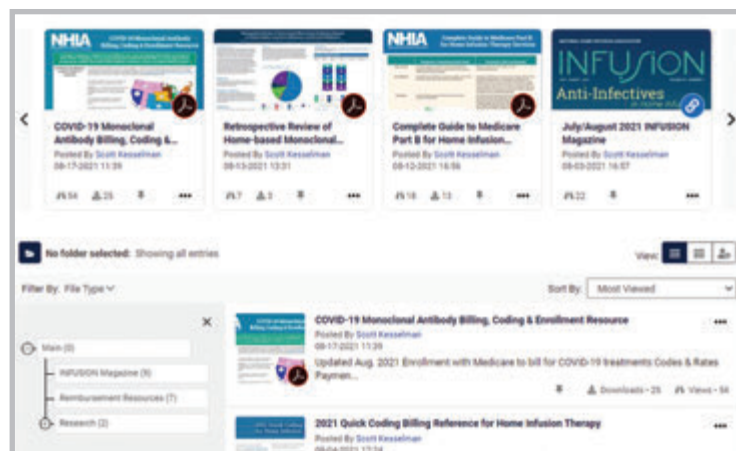 NHIA
COVID-19 Monoclonal Antibody
Billing, Coding & Enrollment Resource
NHIA
Complete Guide to Medicare Part B
for Home Infusion Therapy Services
INFUSION
Anti-Infectives
COVID-19 Monoclonal
Antibody Billing, Coding &...
Posted By Scott Kesselman
08-17-2021 11:39
54
25
Retrospective Review of
Home-based Monoclonal...
Posted By Scott Kesselman
08-13-2021 13:31
7
3
Complete Guide to Medicare
Part B for Home Infusion...
Posted By Scott Kesselman
08-12-2021 16:56
18
13
July/August 2021 INFUSION
Magazine
Posted By Scott Kesselman
08-03-2021 16:57
22
No folder selected: Showing all entries
View:
Filter By: File Type
Sort By: Most Viewed
Main (0)
INFUSION Magazine (9)
Reimbursement Resources (7)
Research (2)
COVID-19 Monoclonal Antibody Billing, Coding & Enrollment Resource
Posted By Scott Kesselman
08-17-2021 11:39
Updated Aug. 2021 Enrollment with Medicare to bill for COVID-19 treatments Codes & Rates
Paymen...
Downloads - 25 Views - 54
2021 Quick Coding Billing Reference for Home Infusion Therapy
Posted By Scott Kesselman